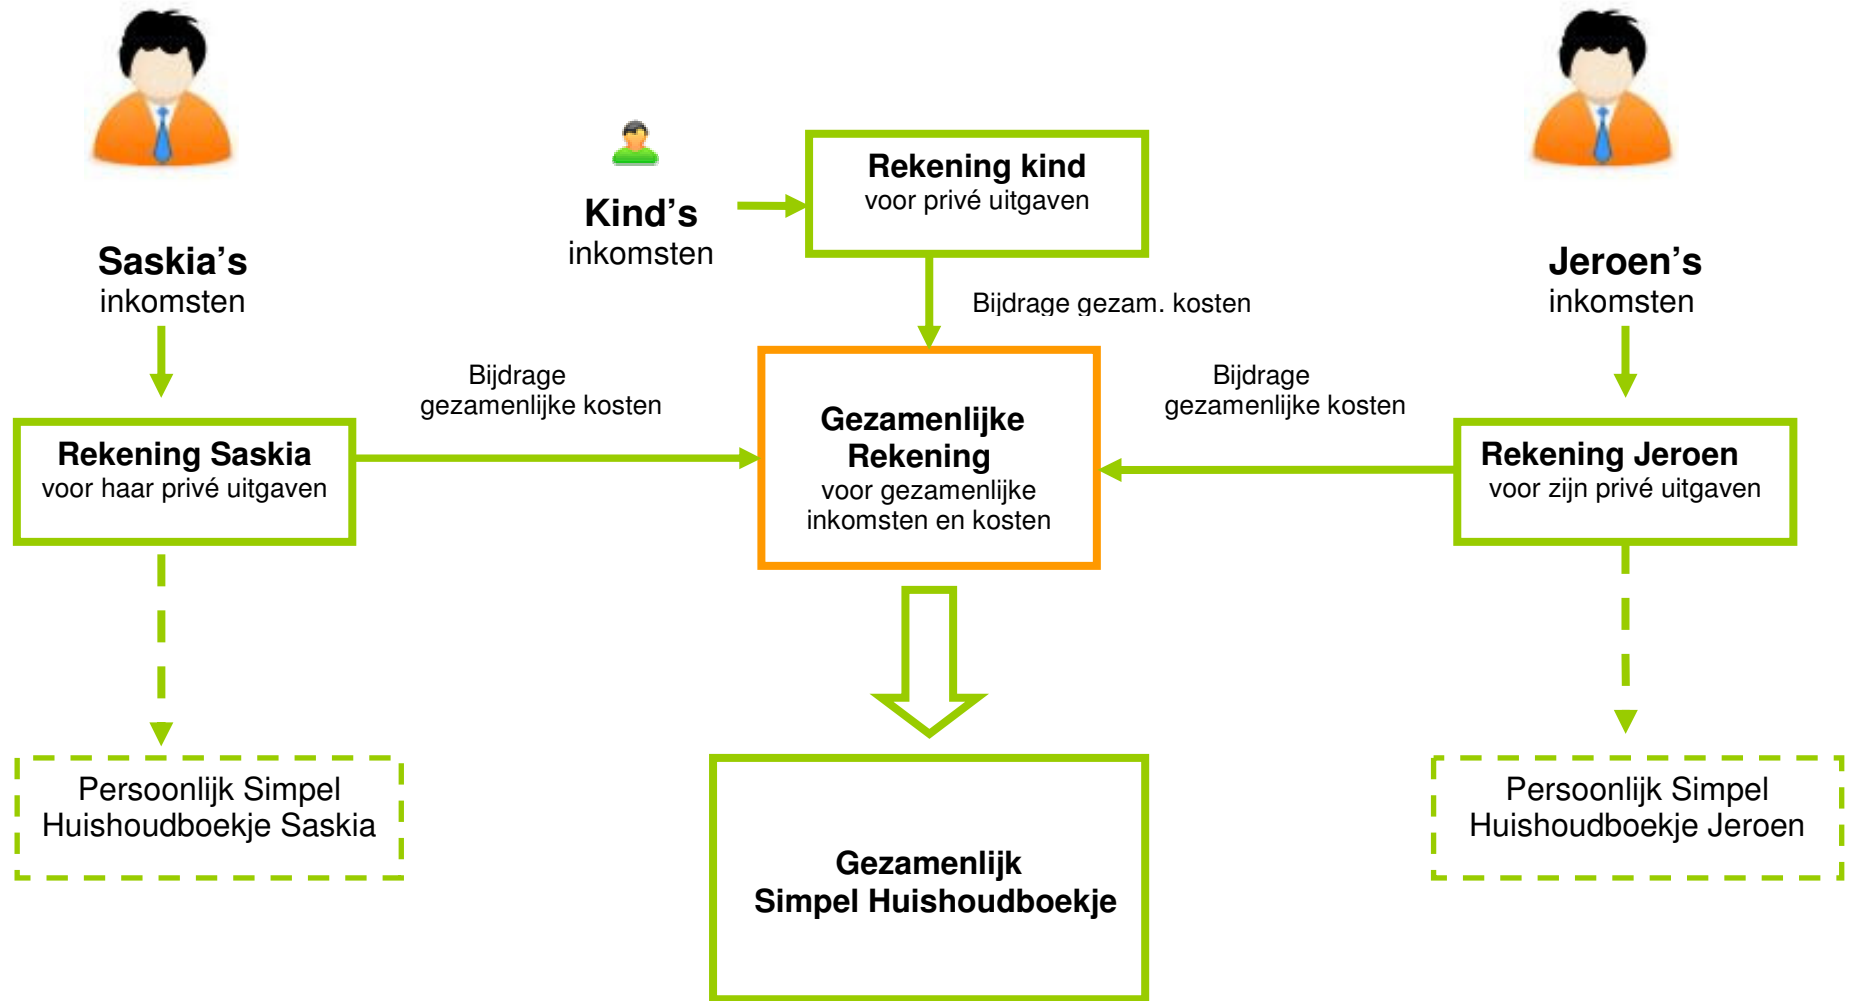 Kind's
inkomsten
Rekening kind
voor privé uitgaven
Saskia's
inkomsten
Jeroen's
inkomsten
Bijdrage gezam. kosten
Bijdrage
gezamenlijke kosten
Bijdrage
gezamenlijke kosten
Rekening Saskia
voor haar privé uitgaven
Gezamenlijke
Rekening
voor gezamenlijke
inkomsten en kosten
Rekening Jeroen
voor zijn privé uitgaven
Persoonlijk Simpel
Huishoudboekje Saskia
Gezamenlijk
Simpel Huishoudboekje
Persoonlijk Simpel
Huishoudboekje Jeroen